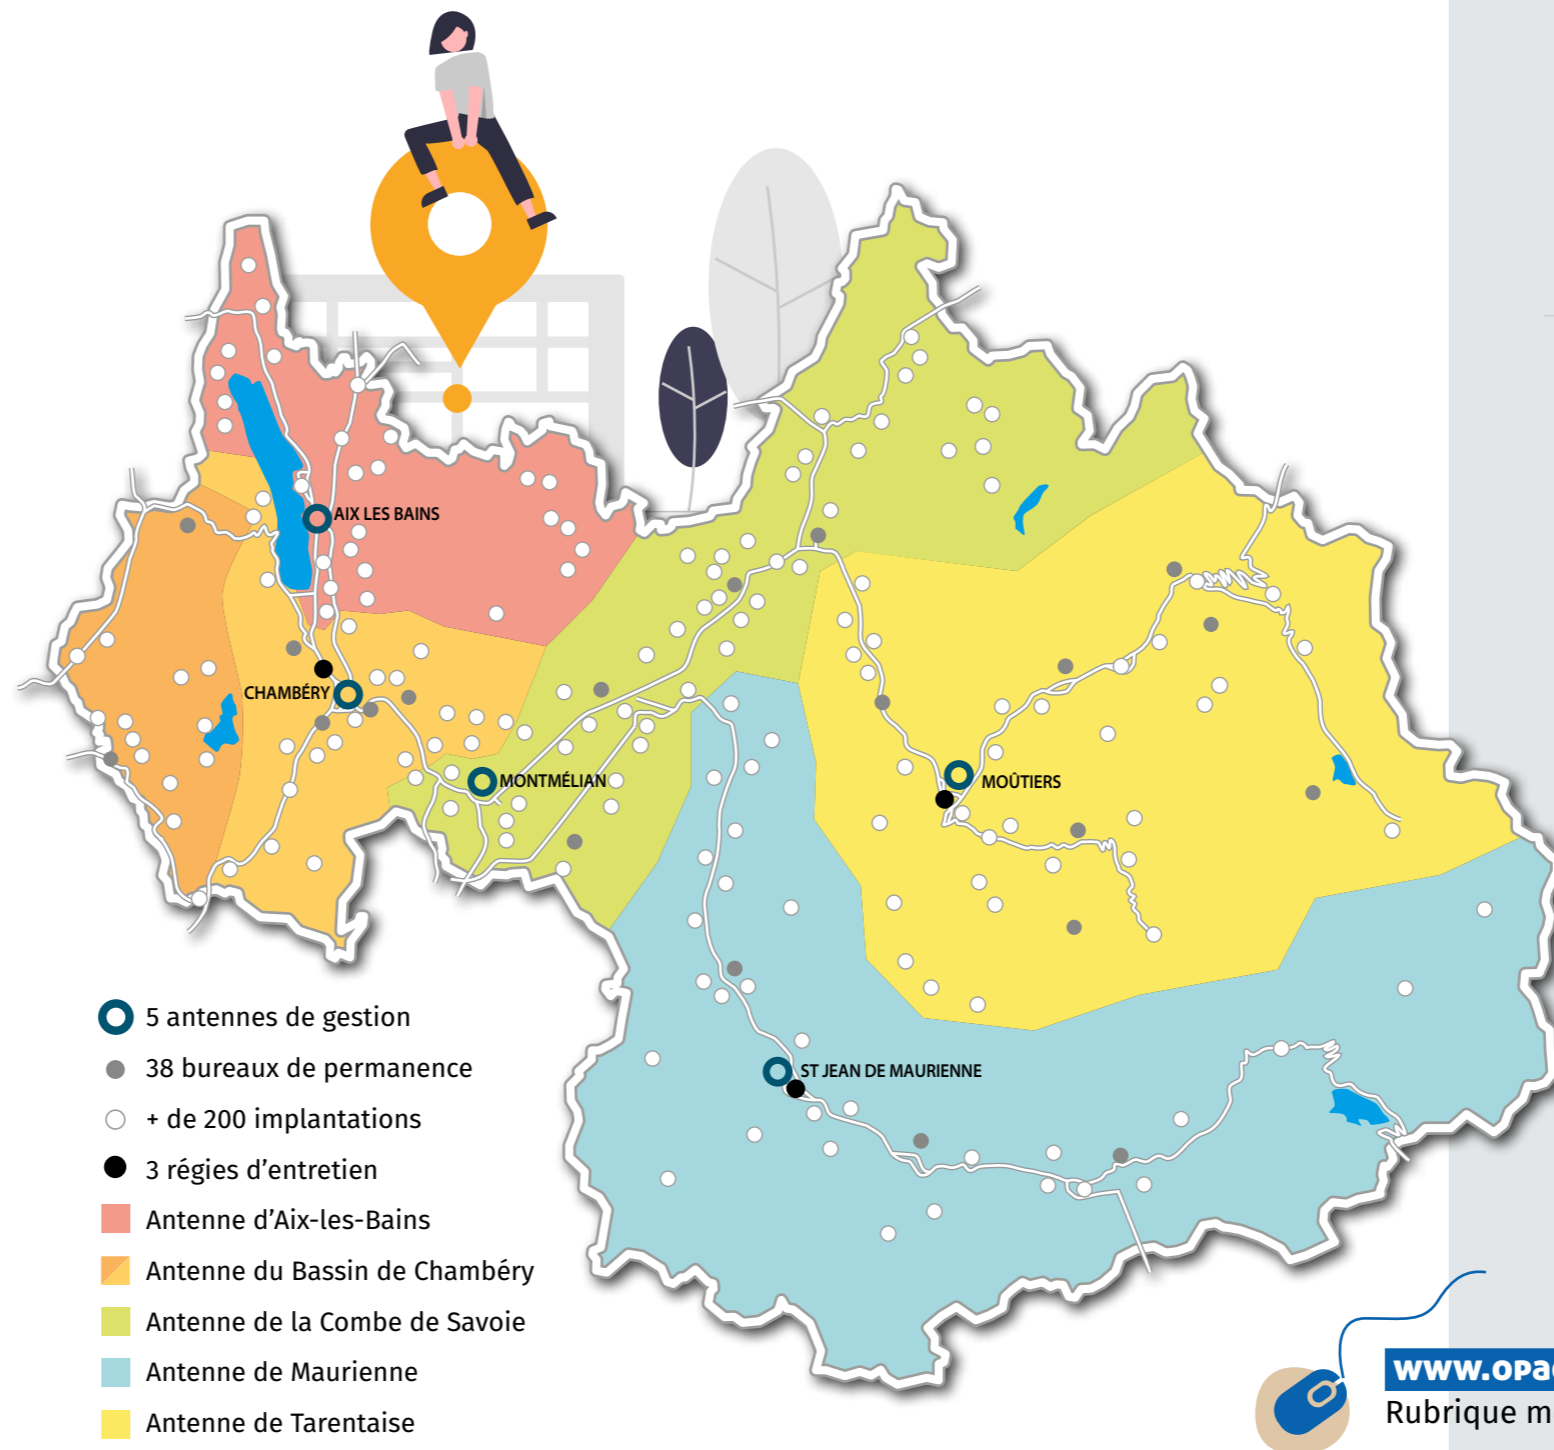 AIX LES BAINS
CHAMBÉRY
MONTMÉLIAN
MOÛTIERS
ST JEAN DE MAURIENNE
5 antennes de gestion
38 bureaux de permanence
+ de 200 implantations
3 régies d’entretien
Antenne d’Aix-les-Bains
Antenne du Bassin de Chambéry
Antenne de la Combe de Savoie
Antenne de Maurienne
Antenne de Tarentaise
Rubrique